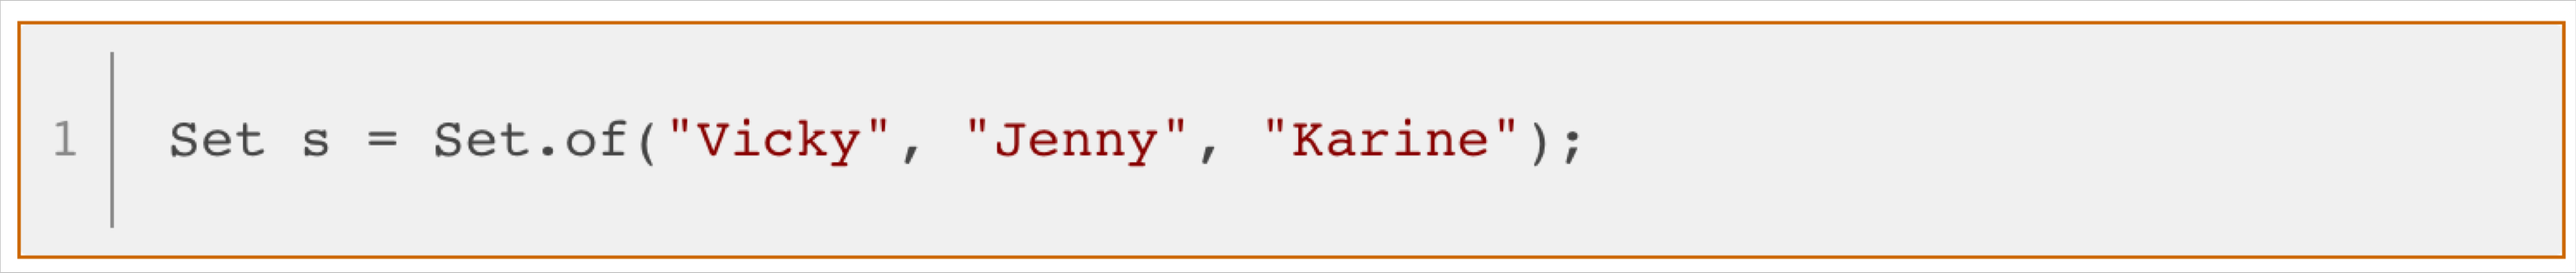 1 Set s = Set.of("Vicky", "Jenny", "Karine");